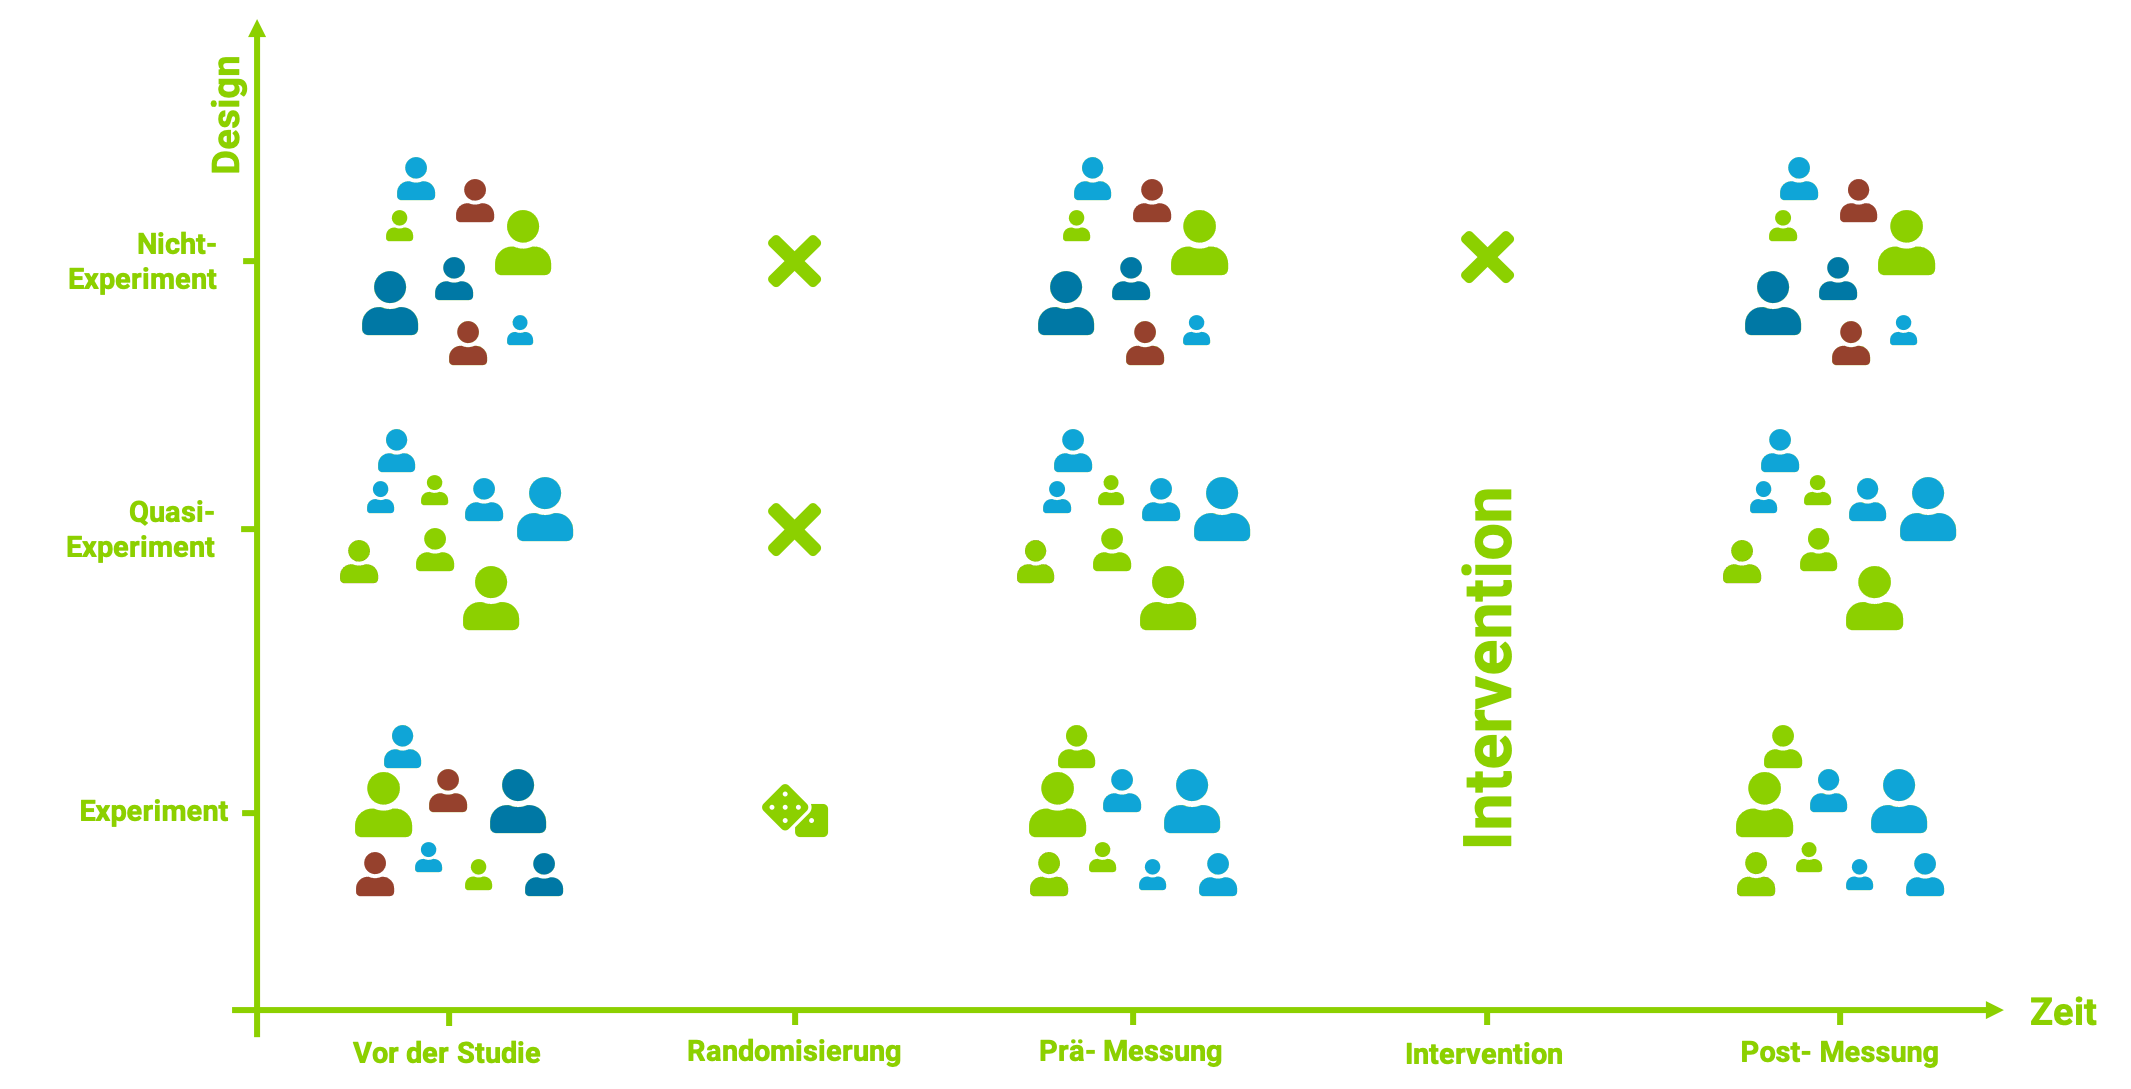 Design
Nicht-
Experiment
Quasi-
Experiment
Experiment
Intervention
Zeit
Vor der Studie
Randomisierung
Prä- Messung
Intervention
Post- Messung